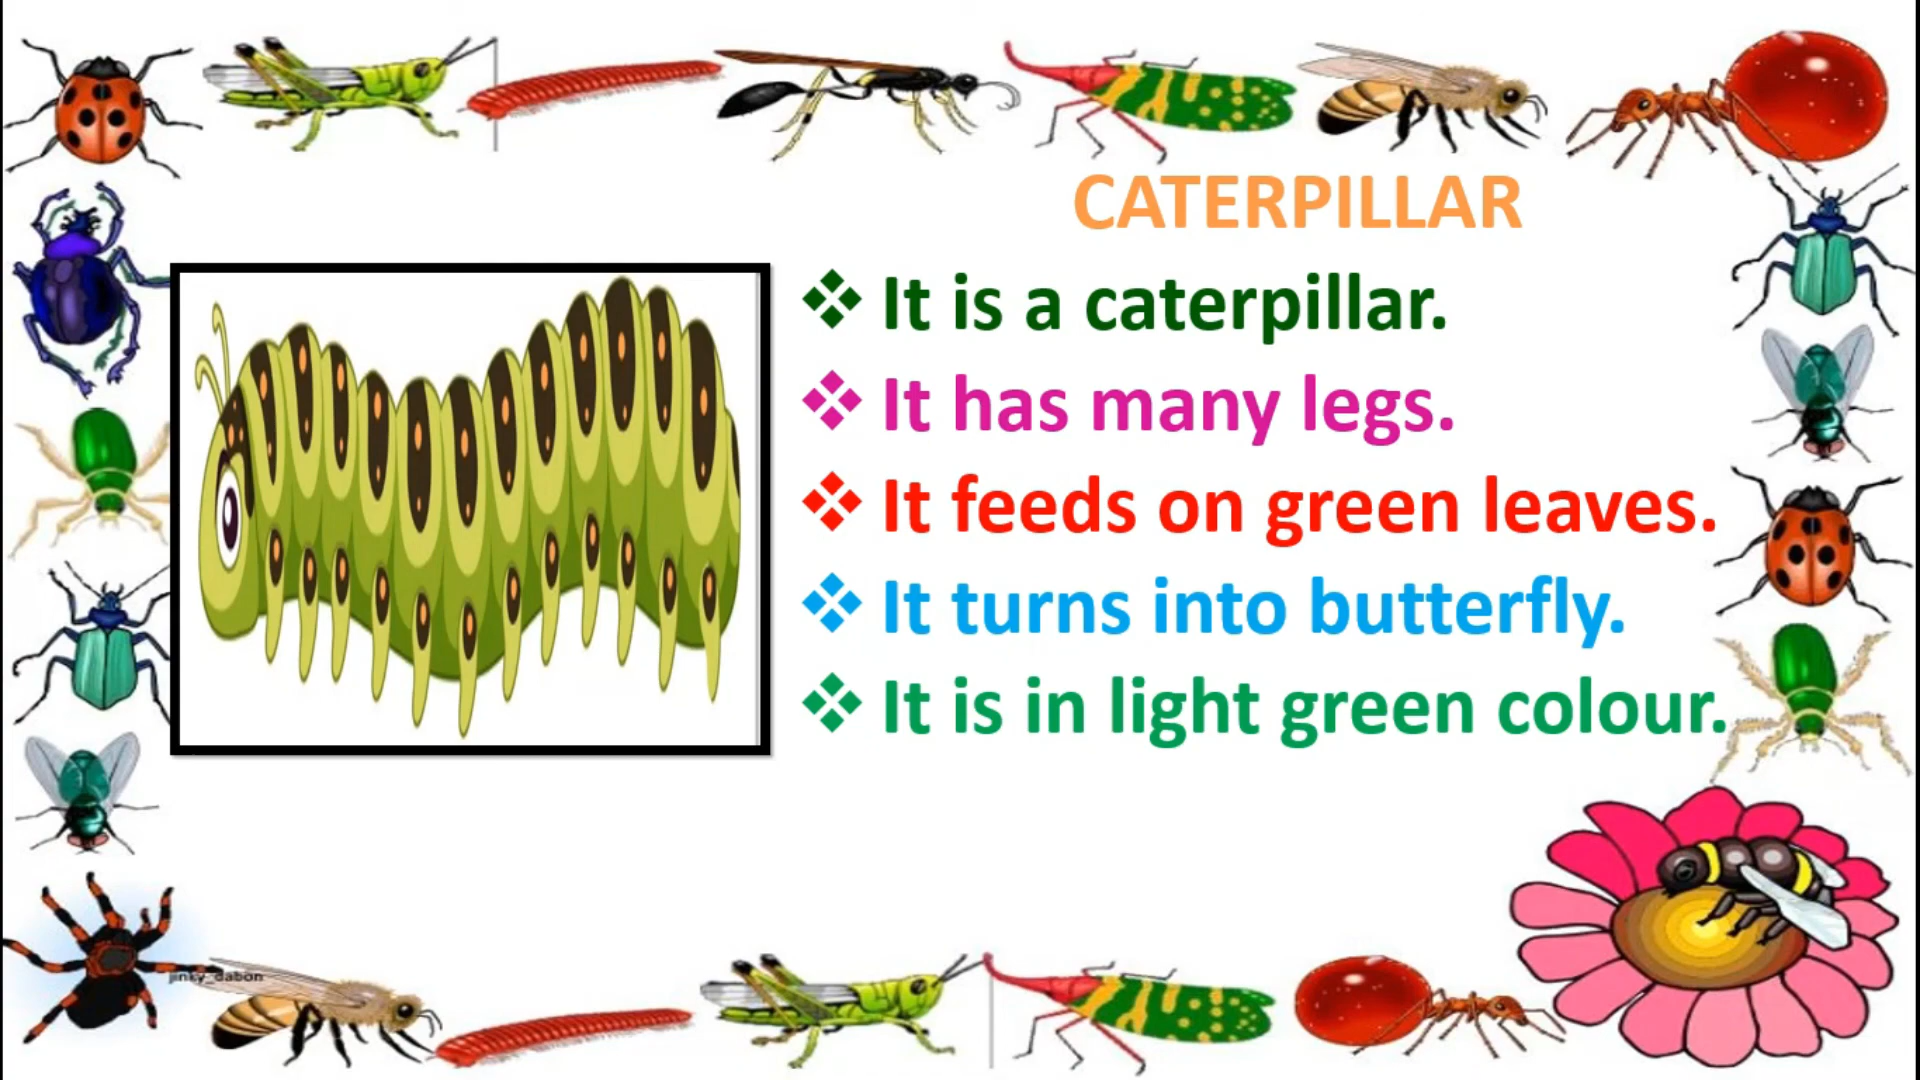 CATERPILLAR
❖ It is a caterpillar.
❖ It has many legs.
❖ It feeds on green leaves.
❖ It turns into butterfly.
❖ It is in light green colour.
jinky_dabon